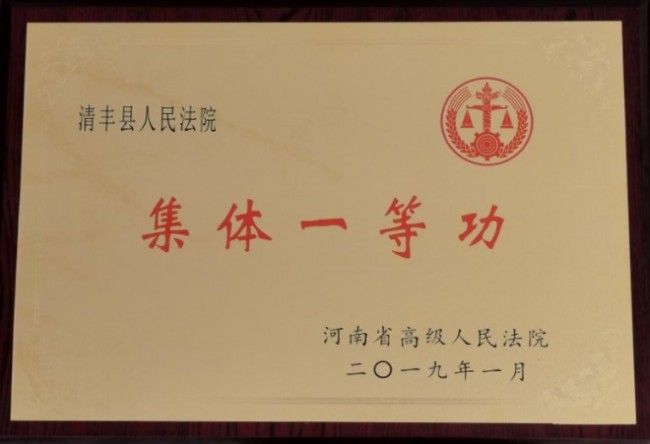 清丰县人民法院
集体一等功
河南省高级人民法院
二〇一九年一月